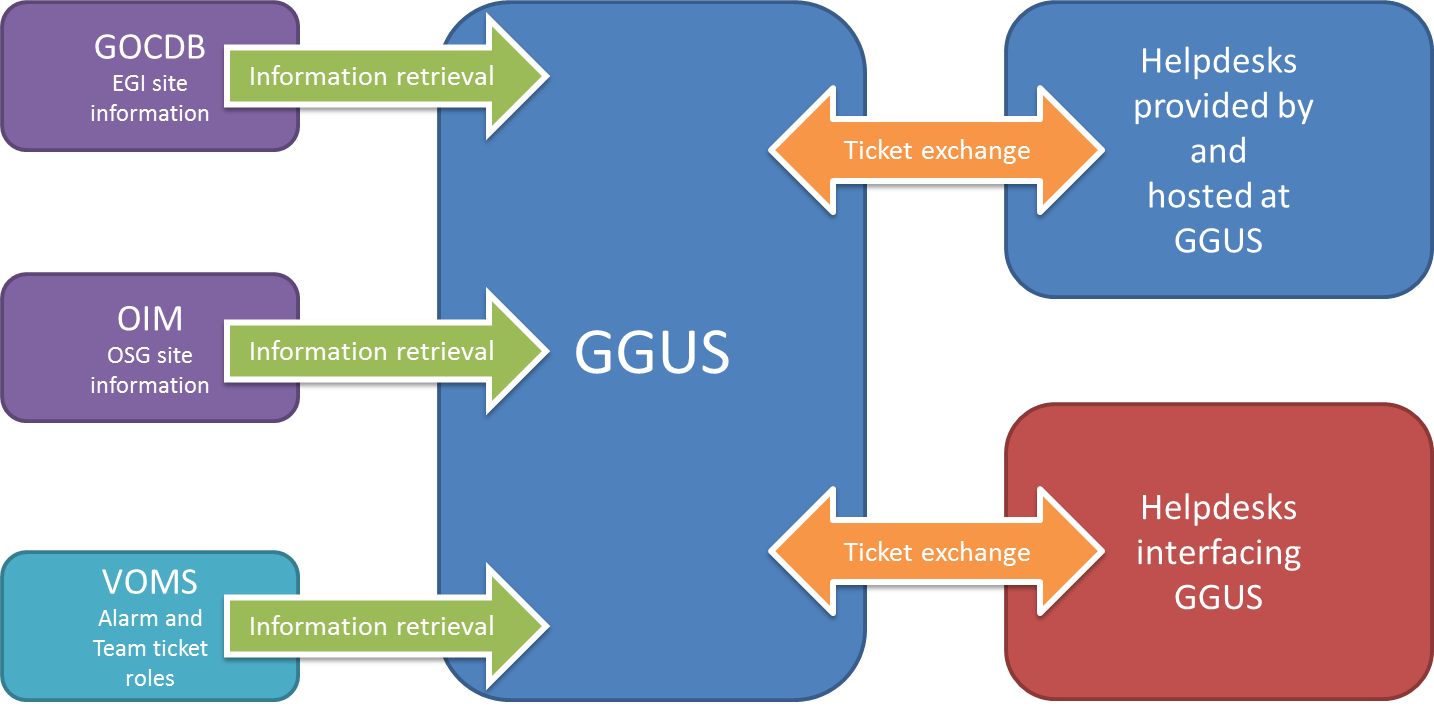 GOCDB
EGI site
information
Information retrieval
OIM
OSG site
information
Information retrieval
VOMS
Alarm and
Team ticket
roles
Information retrieval
GGUS
Ticket exchange
Helpdesks
provided by
and
hosted at
GGUS
Ticket exchange
Helpdesks
interfacing
GGUS